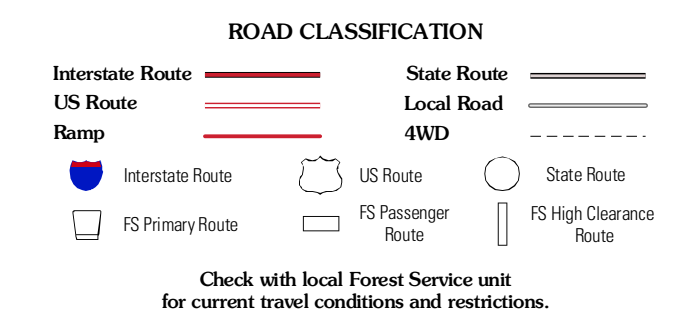 ROAD CLASSIFICATION
Interstate Route
State Route
US Route
Local Road
Ramp
4WD
Interstate Route
US Route
State Route
FS Primary Route
FS Passenger
Route
FS High Clearance
Route
Check with local Forest Service unit
for current travel conditions and restrictions.